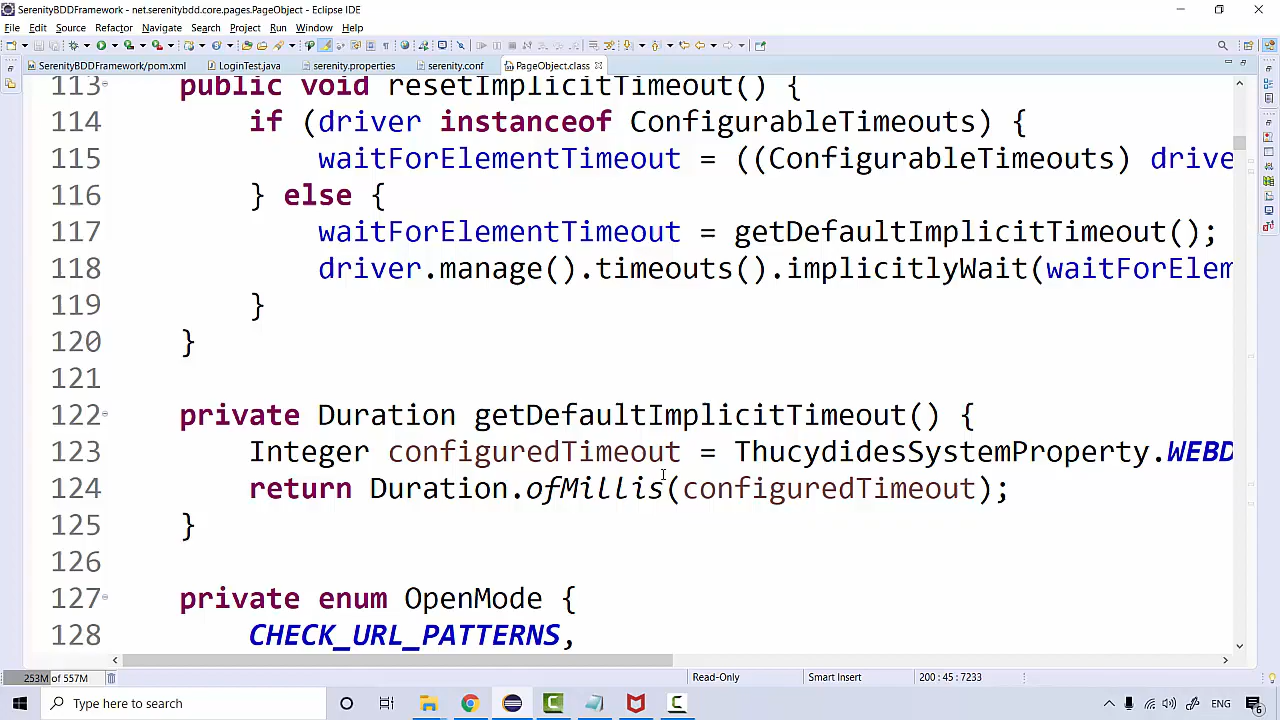 SerenityBDDFramework - net.serenitybdd.core.pages.PageObject - Eclipse IDE
File Edit Source Refactor Navigate Search Project Run Window Help
SerenityBDDFramework/pom.xml LoginTest.java serenity.properties serenity.conf PageObject.class
113 public void resetImplicitTimeout() {
114 if (driver instanceof ConfigurableTimeouts) {
115 waitForElementTimeout = ((ConfigurableTimeouts) drive
116 } else {
117 waitForElementTimeout = getDefaultImplicitTimeout();
118 driver.manage().timeouts().implicitlyWait(waitForElem
119 }
120 }
121
122 private Duration getDefaultImplicitTimeout() {
123 Integer configuredTimeout = ThucydidesSystemProperty.WEBD
124 return Duration.ofMillis(configuredTimeout);
125 }
126
127 private enum OpenMode {
128 CHECK_URL_PATTERNS,
253M of 557M Read-Only Smart Insert 200 : 45 : 7233
Type here to search ENG 6